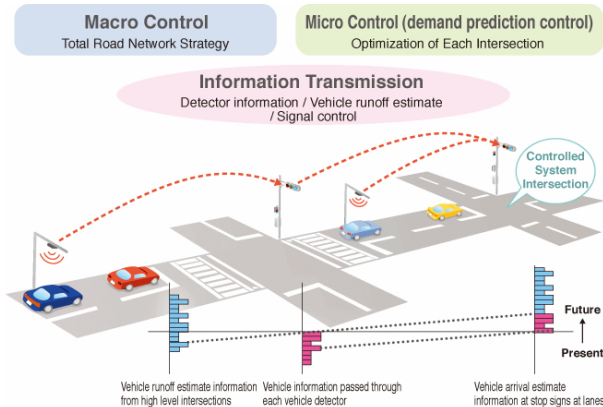 Macro Control
Total Road Network Strategy
Micro Control (demand prediction control)
Optimization of Each Intersection
Information Transmission
Detector information / Vehicle runoff estimate
/ Signal control
Controlled
System
Intersection
Future
Present
Vehicle runoff estimate information
from high level intersections
Vehicle information passed through
each vehicle detector
Vehicle arrival estimate
information at stop signs at lanes